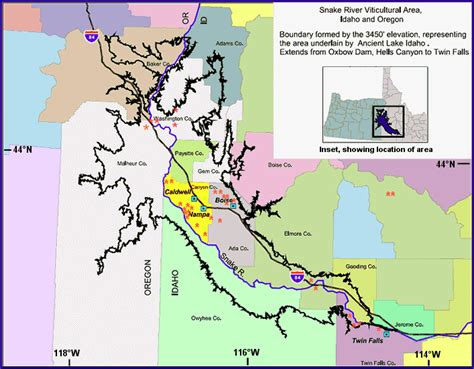 Snake River Viticultural Area,
Idaho and Oregon
Boundary formed by the 3450' elevation, representing
the area underlain by Ancient Lake Idaho.
Extends from Oxbow Dam, Hells Canyon to Twin Falls
Inset, showing location of area
OR
ID
Adams Co.
84
Baker Co.
Washington Co.
44°N
44°N
Payette Co.
Malheur Co.
Gem Co.
Caldwell
Canyon Co.
Boise
Nampa
Elmore Co.
Ada Co.
Snake R.
OREGON
IDAHO
Gooding Co.
84
Owyhee Co.
Jerome Co.
Twin Falls
Twin Falls Co.
118°W
116°W
114°W